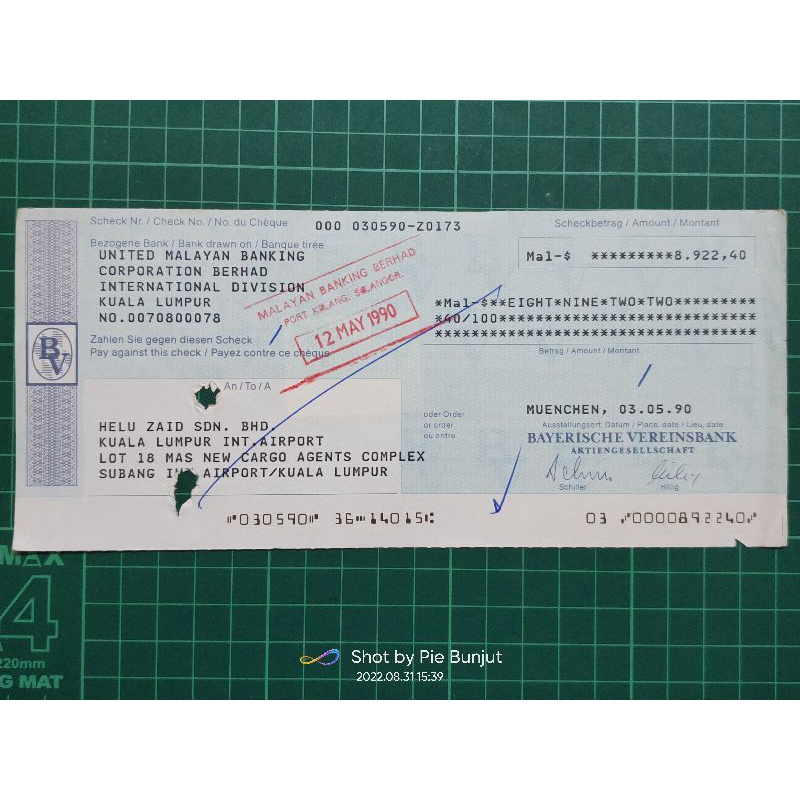 Scheck Nr. / Check No. / No. du Chèque 000 030590-Z0173
Scheckbetrag / Amount / Montant
Bezogene Bank / Bank drawn on / Banque tirée
UNITED MALAYAN BANKING
CORPORATION BERHAD
INTERNATIONAL DIVISION
KUALA LUMPUR
NO.0070800078
Mal-$ *********8.922,40
MALAYAN BANKING BERHAD
PORT KLANG, SELANGOR.
12 MAY 1990
*Mal-$**EIGHT*NINE*TWO*TWO*********
*40/100****************************
***********************************
Zahlen Sie gegen diesen Scheck
Pay against this check / Payez contre ce chèque
Betrag / Amount / Montant
BV
An / To / A
HELU ZAID SDN. BHD.
KUALA LUMPUR INT.AIRPORT
LOT 18 MAS NEW CARGO AGENTS COMPLEX
SUBANG INT AIRPORT/KUALA LUMPUR
oder Order
or order
ou ordre
MUENCHEN, 03.05.90
Ausstellungsort, Datum / Place, date / Lieu, date
BAYERISCHE VEREINSBANK
AKTIENGESELLSCHAFT
Schiller Hillig
⑈030590⑈ 36⑉14015⑆ 03 ⑇0000892240⑇
MAX
A4
220mm
G MAT
Shot by Pie Bunjut
2022.08.31 15:39